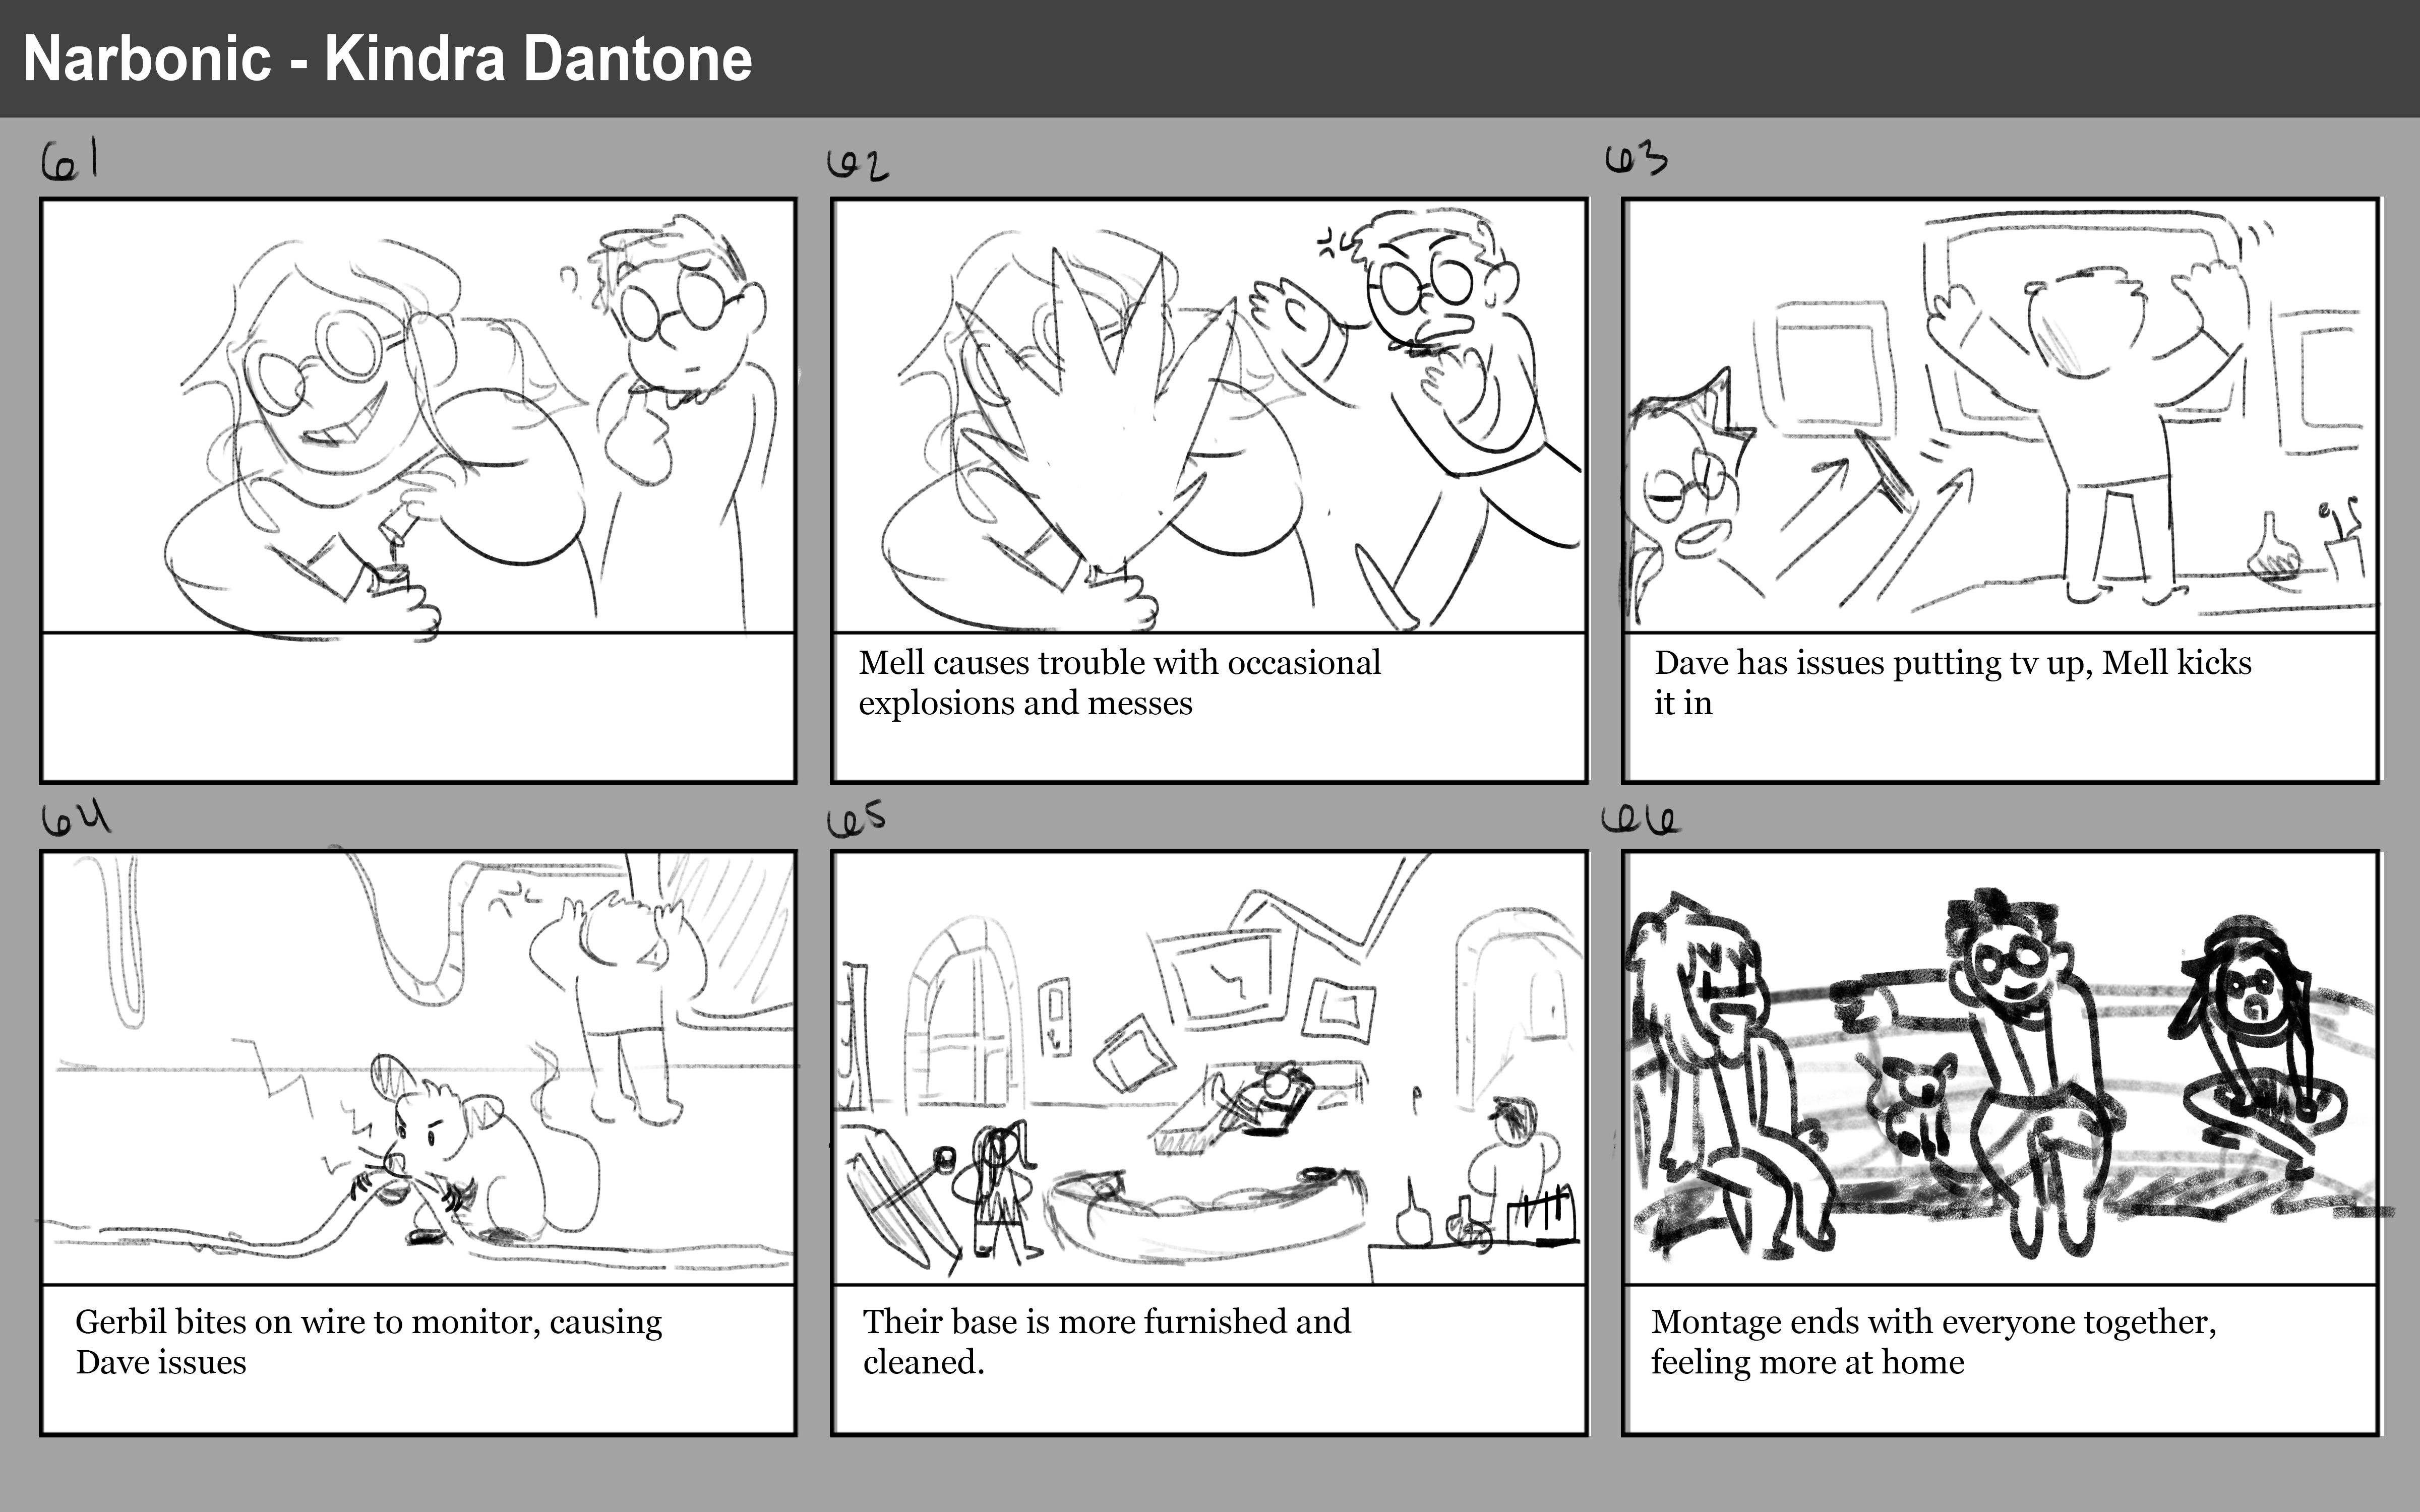 Narbonic - Kindra Dantone
61
62
63
Mell causes trouble with occasional
explosions and messes
Dave has issues putting tv up, Mell kicks
it in
64
65
66
Gerbil bites on wire to monitor, causing
Dave issues
Their base is more furnished and
cleaned.
Montage ends with everyone together,
feeling more at home